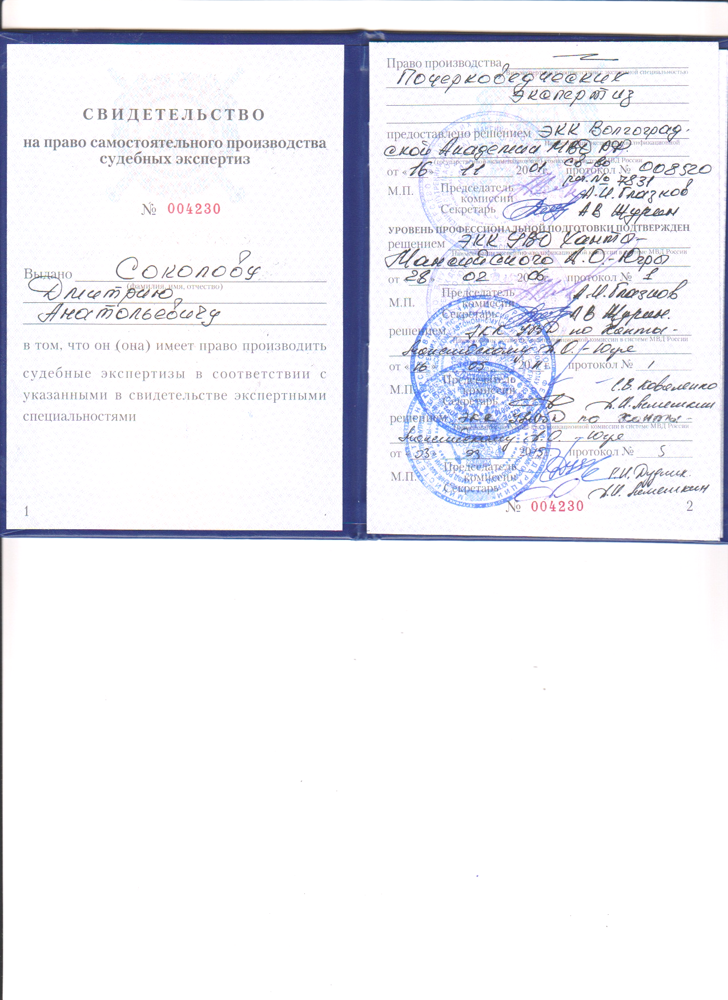 СВИДЕТЕЛЬСТВО
на право самостоятельного производства
судебных экспертиз
№ 004230
Выдано Соколову
(фамилия, имя, отчество)
Дмитрию
Анатольевичу
в том, что он (она) имеет право производить
судебные экспертизы в соответствии с
указанными в свидетельстве экспертными
специальностями
1
Право производства
Вид экспертизы в соответствии с экспертной специальностью
Почерковедческих
экспертиз
предоставлено решением ЭКК Волгоград-
Наименование экспертно-квалификационной
ской Академии МВД РФ.
(государственной экзаменационной) комиссии в системе МВД России
св-во
от «16» 11 2001 г. протокол № 008520
рег. № 7831
М.П. Председатель
комиссии А.И. Глазков
Секретарь А В Щурин
УРОВЕНЬ ПРОФЕССИОНАЛЬНОЙ ПОДГОТОВКИ ПОДТВЕРЖДЕН
решением ЭКК УВД Ханты-
Наименование экспертно-квалификационной комиссии в системе МВД России
Мансийского А.О.-Югры
от «28» 02 2006 г. протокол № 1
Председатель А.И. Глазков
М.П. комиссии
Секретарь А В Щурин.
решением ЭКК УВД по Ханты-
Наименование экспертно-квалификационной комиссии в системе МВД России
Мансийскому А.О. - Югре
от «16» 05 2011 г. протокол № 1
Председатель
М.П. комиссии С.В. Коваленко
Секретарь Лемешкин
решением ЭКК УМВД по Ханты-
Наименование экспертно-квалификационной комиссии в системе МВД России
Мансийскому А.О. - Югре
от «03» 2015 г. протокол № 5
Председатель
М.П. комиссии Дудлик.
Секретарь Лемешкин
№ 004230
2